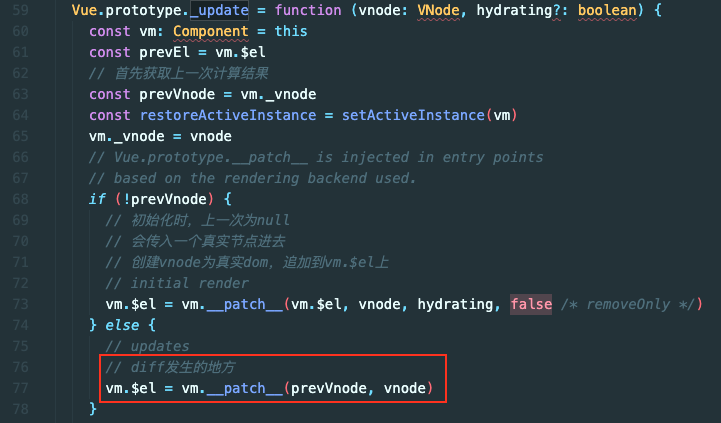 59 Vue.prototype._update = function (vnode: VNode, hydrating?: boolean) {
60 const vm: Component = this
61 const prevEl = vm.$el
62 // 首先获取上一次计算结果
63 const prevVnode = vm._vnode
64 const restoreActiveInstance = setActiveInstance(vm)
65 vm._vnode = vnode
66 // Vue.prototype.__patch__ is injected in entry points
67 // based on the rendering backend used.
68 if (!prevVnode) {
69 // 初始化时，上一次为null
70 // 会传入一个真实节点进去
71 // 创建vnode为真实dom，追加到vm.$el上
72 // initial render
73 vm.$el = vm.__patch__(vm.$el, vnode, hydrating, false /* removeOnly */)
74 } else {
75 // updates
76 // diff发生的地方
77 vm.$el = vm.__patch__(prevVnode, vnode)
78 }